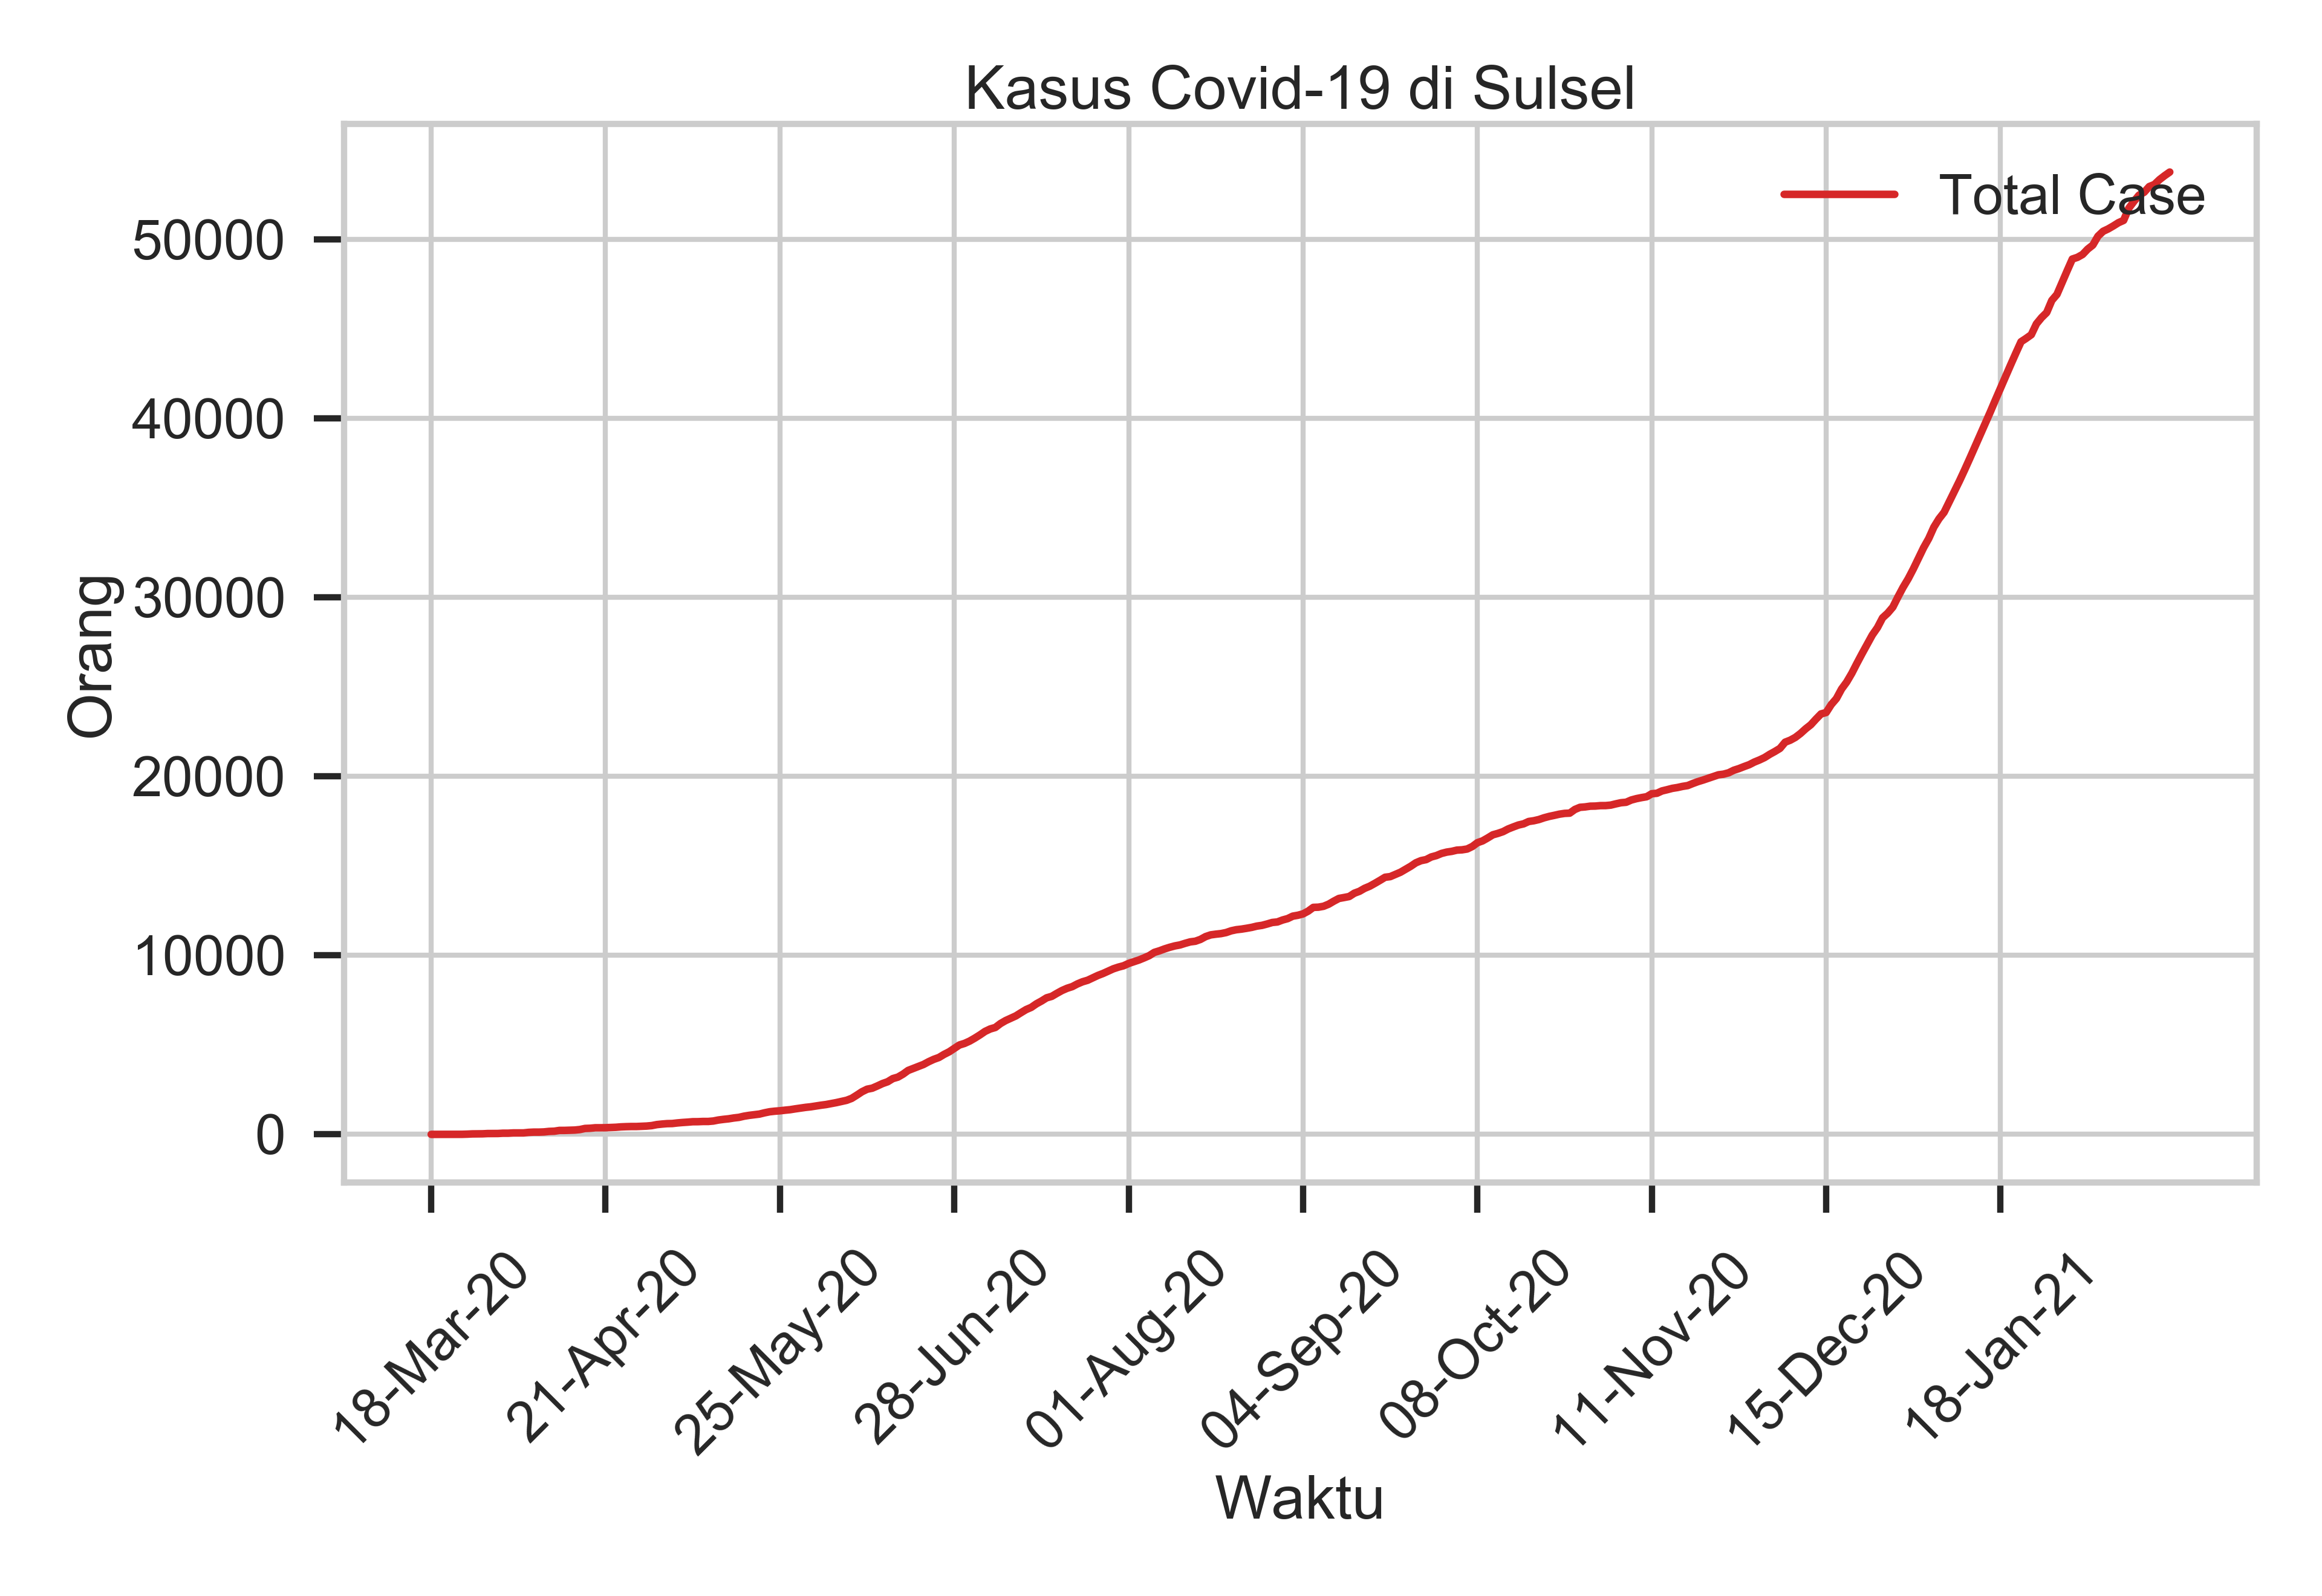 Kasus Covid-19 di Sulsel
Total Case
Orang
50000
40000
30000
20000
10000
0
18-Mar-20
21-Apr-20
25-May-20
28-Jun-20
01-Aug-20
04-Sep-20
08-Oct-20
11-Nov-20
15-Dec-20
18-Jan-21
Waktu